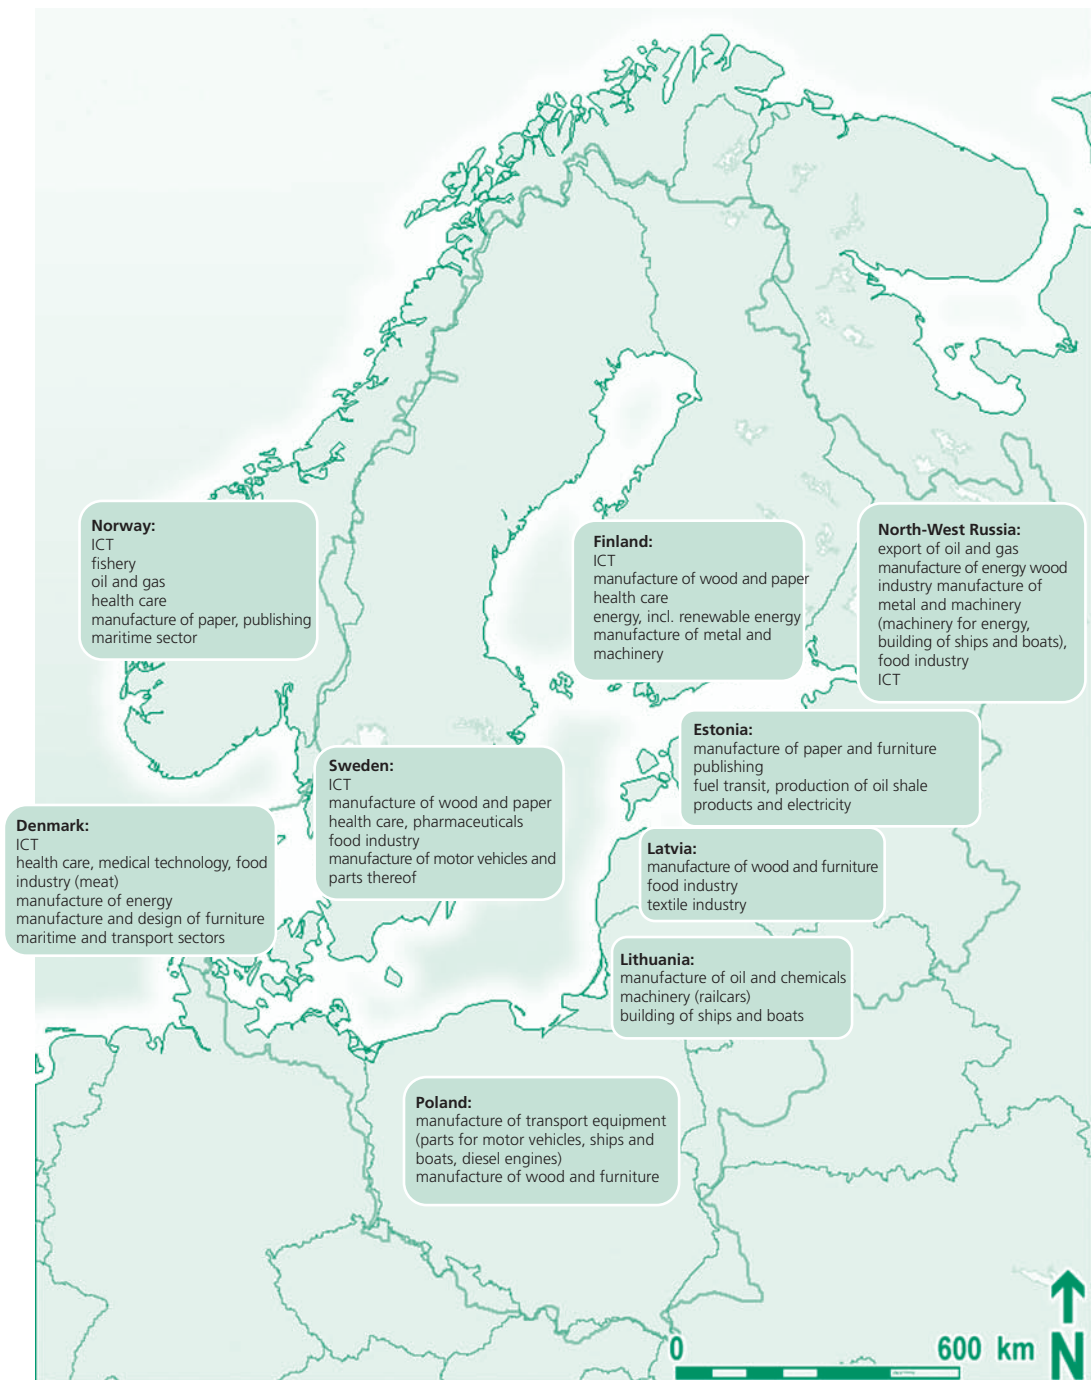 Norway:
ICT
fishery
oil and gas
health care
manufacture of paper, publishing
maritime sector
Finland:
ICT
manufacture of wood and paper
health care
energy, incl. renewable energy
manufacture of metal and
machinery
North-West Russia:
export of oil and gas
manufacture of energy wood
industry manufacture of
metal and machinery
(machinery for energy,
building of ships and boats),
food industry
ICT
Estonia:
manufacture of paper and furniture
publishing
fuel transit, production of oil shale
products and electricity
Sweden:
ICT
manufacture of wood and paper
health care, pharmaceuticals
food industry
manufacture of motor vehicles and
parts thereof
Denmark:
ICT
health care, medical technology, food
industry (meat)
manufacture of energy
manufacture and design of furniture
maritime and transport sectors
Latvia:
manufacture of wood and furniture
food industry
textile industry
Lithuania:
manufacture of oil and chemicals
machinery (railcars)
building of ships and boats
Poland:
manufacture of transport equipment
(parts for motor vehicles, ships and
boats, diesel engines)
manufacture of wood and furniture
0 600 km N